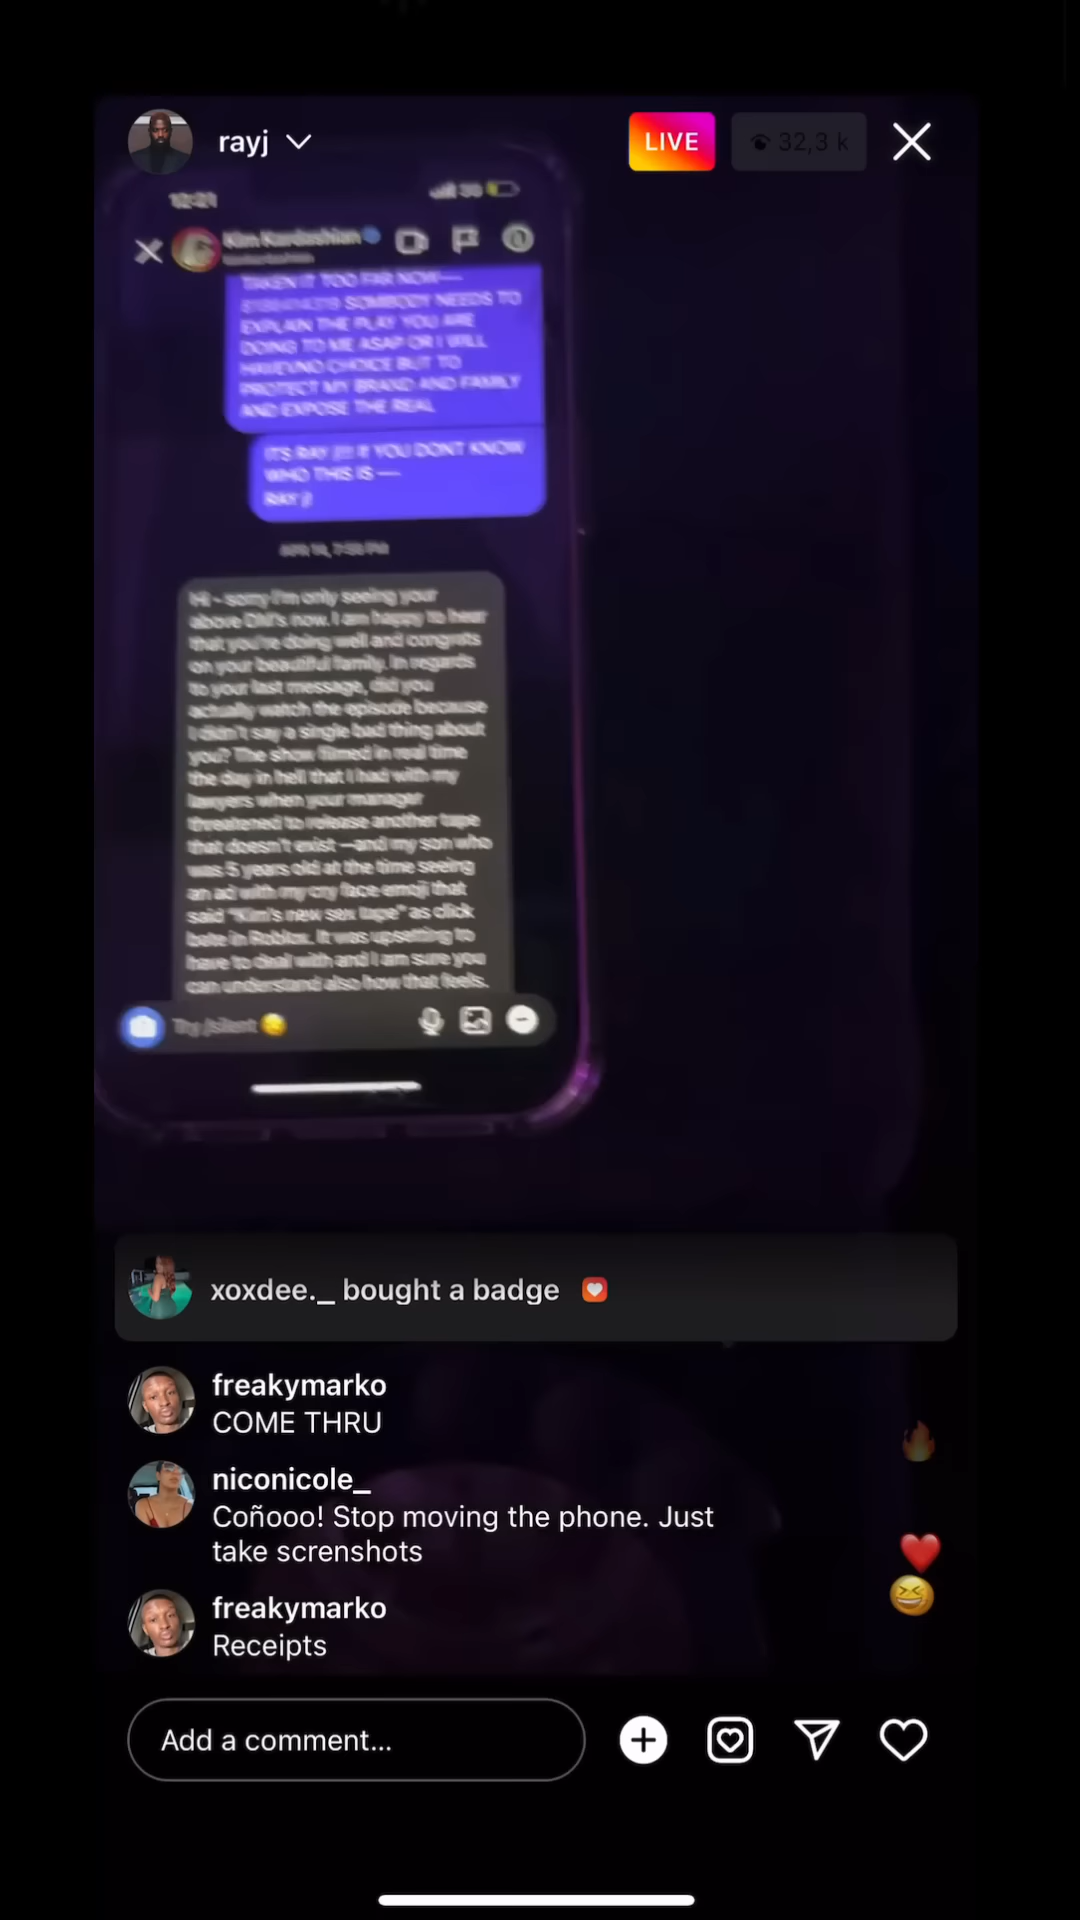 rayj
LIVE
32,3 k
12:21
Kim Kardashian
TAKEN IT TOO FAR NOW—
SOMBODY NEEDS TO
EXPLAIN THE PLAY YOU ARE
DOING TO ME ASAP OR I WILL
CHOICE BUT TO
PROTECT MY BRAND AND FAMILY
AND EXPOSE THE REAL
ITS RAY J!!! If YOU DONT KNOW
WHO THIS IS —
RAY J
Hi - sorry I'm only seeing your
above DM's now. I am happy to hear
that you're doing well and congrats
on your beautiful family. In regards
to your last message, did you
actually watch the episode because
I didn't say a single bad thing about
you? The show filmed in real time
the day in hell that I had with my
lawyers when your manager
threatened to release another tape
that doesn't exist —and my son who
was 5 years old at the time seeing
an ad with my cry face emoji that
said "Kim's new sex tape" as click
bate in Roblox. It was upsetting to
have to deal with and I am sure you
can understand also how that feels.
Try /silent
xoxdee._ bought a badge
freakymarko
COME THRU
niconicole_
Coñooo! Stop moving the phone. Just
take screnshots
freakymarko
Receipts
Add a comment...